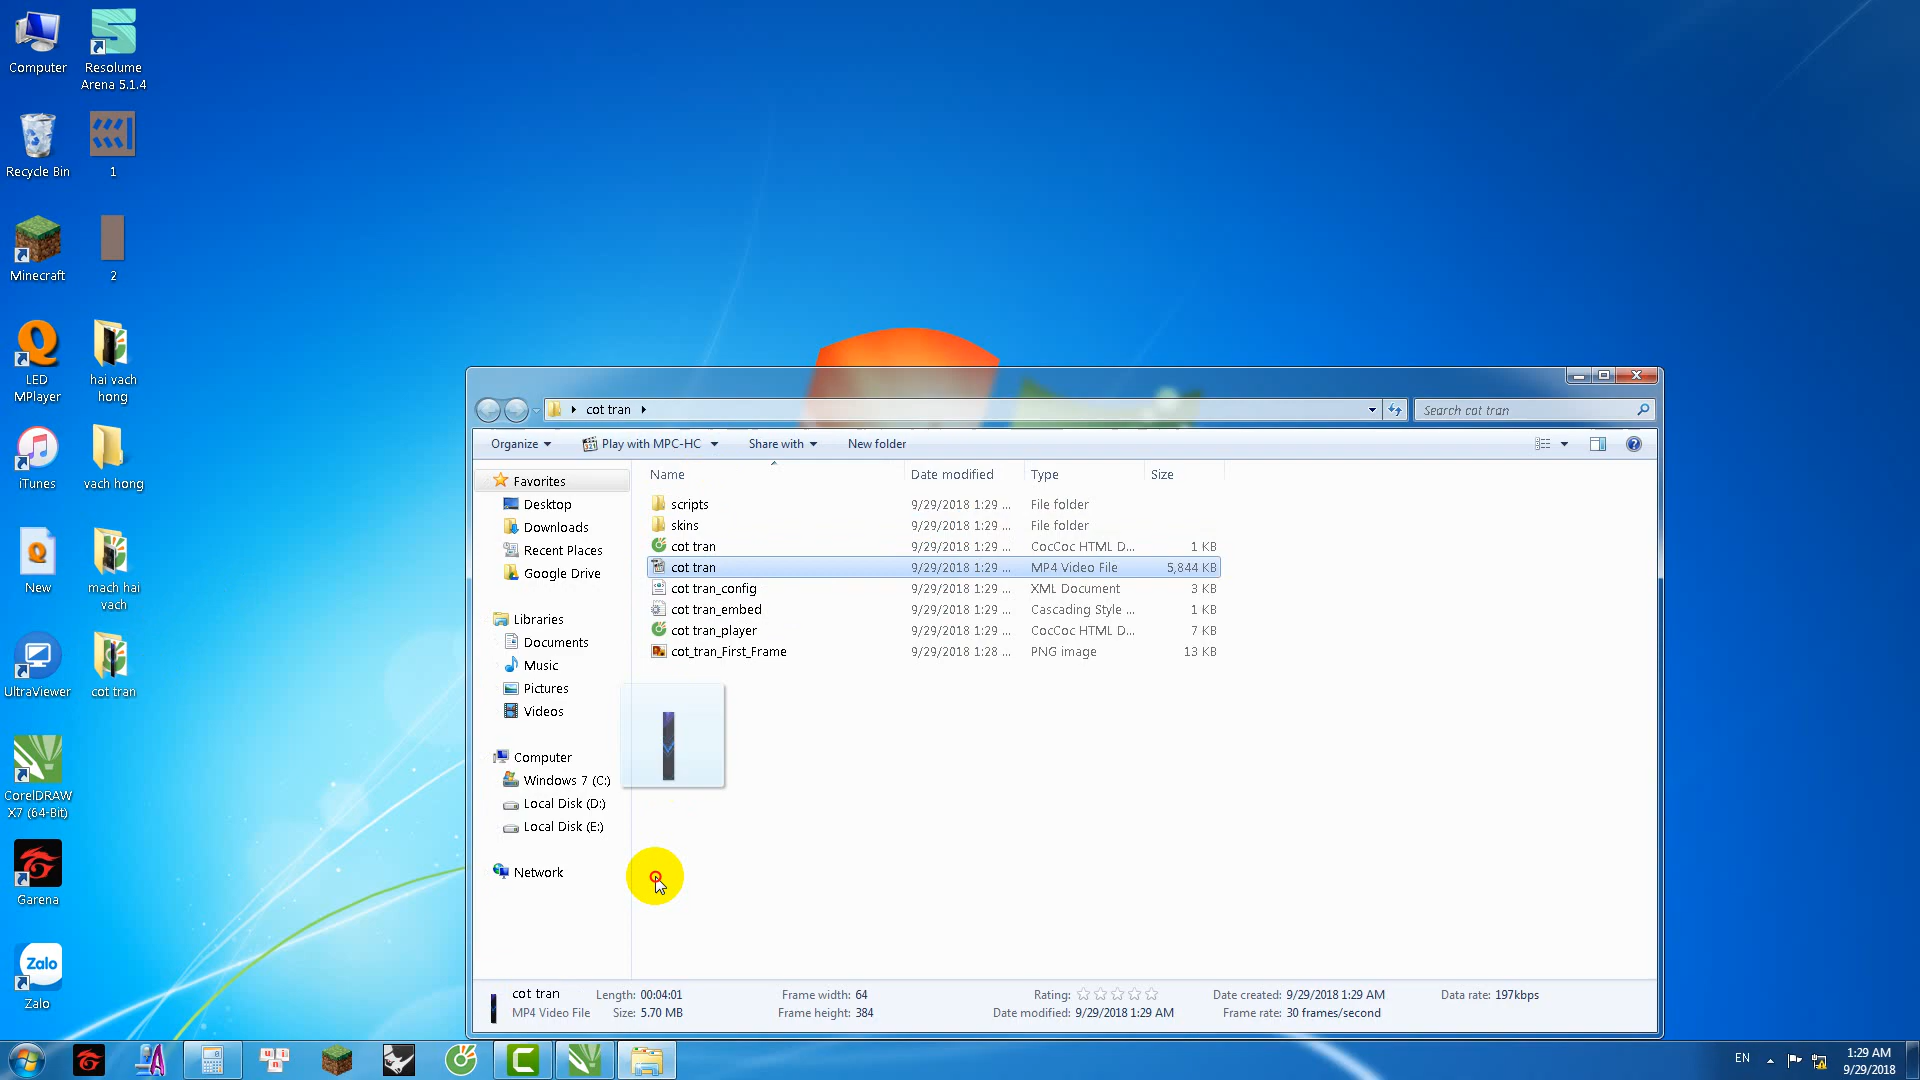 Computer
Resolume
Arena 5.1.4
Recycle Bin
1
Minecraft
2
LED
MPlayer
hai vach
hong
iTunes
vach hong
New
mach hai
vach
UltraViewer
cot tran
CorelDRAW
X7 (64-Bit)
Garena
Zalo
Zalo
cot tran
Search cot tran
Organize
Play with MPC-HC
Share with
New folder
Name
Date modified
Type
Size
Favorites
Desktop
Downloads
Recent Places
Google Drive
Libraries
Documents
Music
Pictures
Videos
Computer
Windows 7 (C:)
Local Disk (D:)
Local Disk (E:)
Network
scripts 9/29/2018 1:29 ... File folder
skins 9/29/2018 1:29 ... File folder
cot tran 9/29/2018 1:29 ... CocCoc HTML D... 1 KB
cot tran 9/29/2018 1:29 ... MP4 Video File 5,844 KB
cot tran_config 9/29/2018 1:29 ... XML Document 3 KB
cot tran_embed 9/29/2018 1:29 ... Cascading Style ... 1 KB
cot tran_player 9/29/2018 1:29 ... CocCoc HTML D... 7 KB
cot_tran_First_Frame 9/29/2018 1:28 ... PNG image 13 KB
cot tran Length: 00:04:01 Frame width: 64 Rating: Date created: 9/29/2018 1:29 AM Data rate: 197kbps
MP4 Video File Size: 5.70 MB Frame height: 384 Date modified: 9/29/2018 1:29 AM Frame rate: 30 frames/second
EN
1:29 AM
9/29/2018